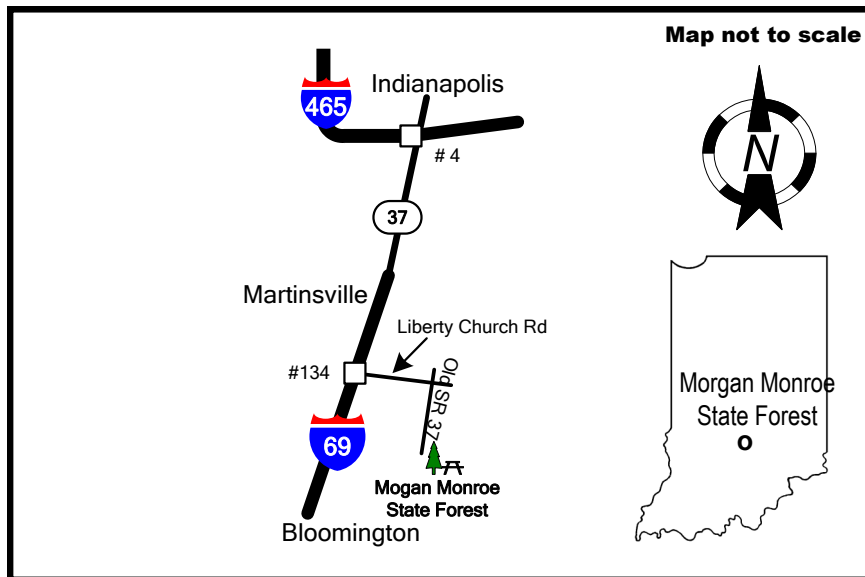 Map not to scale
Indianapolis
465
# 4
N
37
Martinsville
Liberty Church Rd
#134
Old SR 37
69
Mogan Monroe
State Forest
Bloomington
Morgan Monroe
State Forest
O